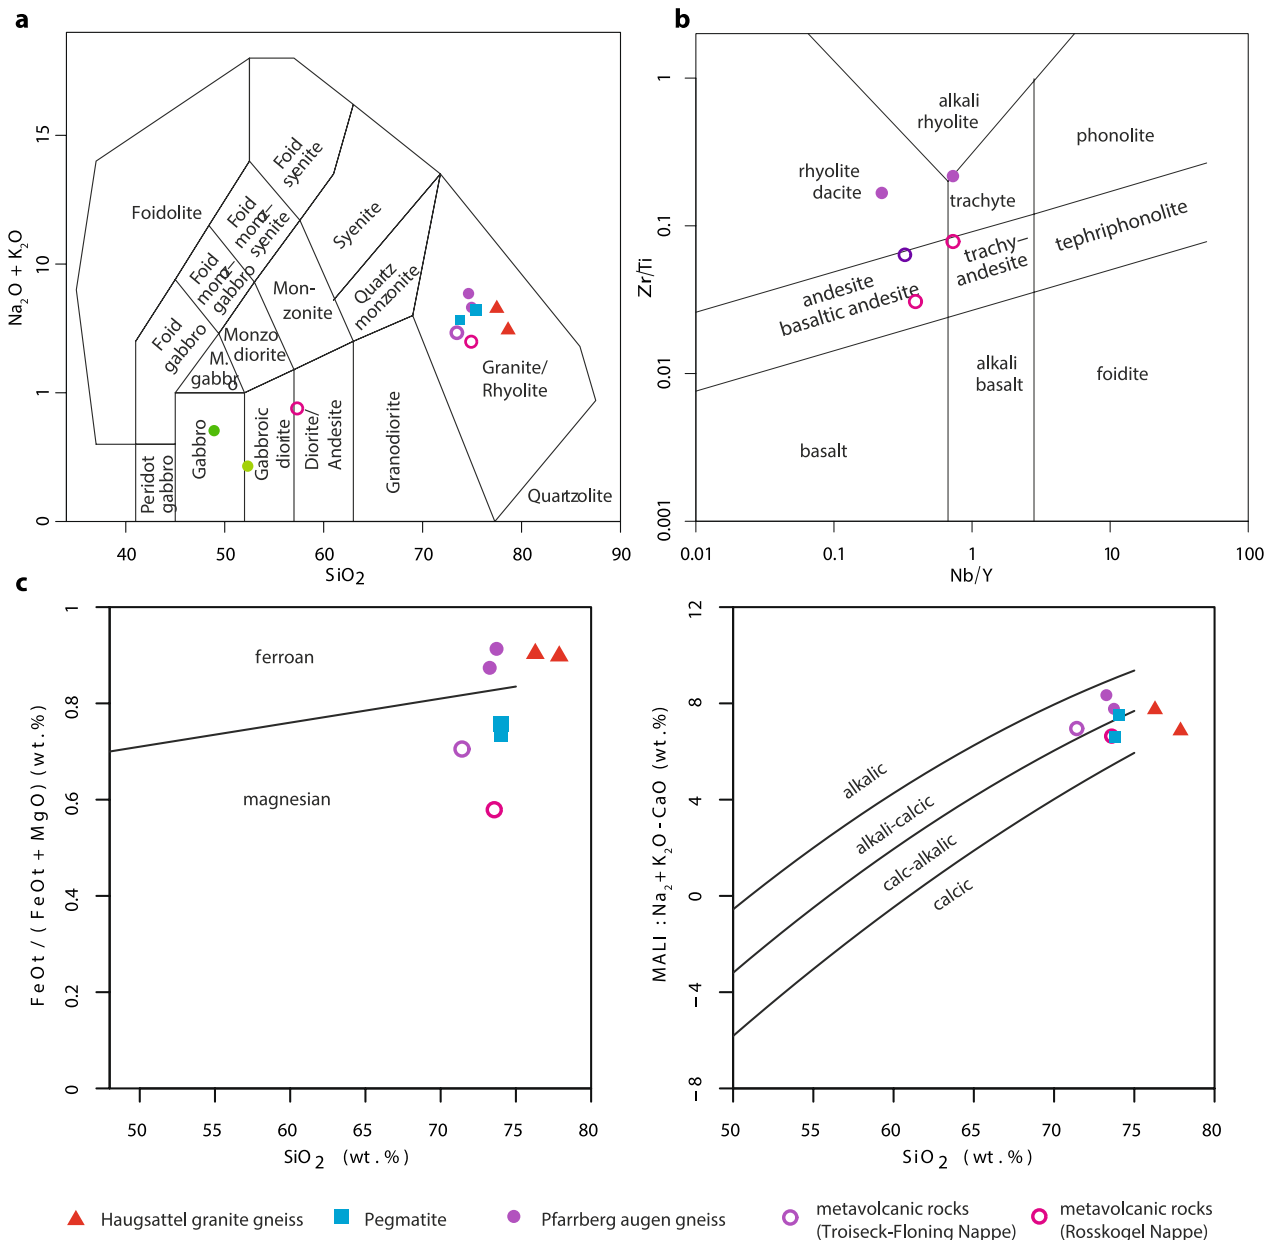 a
Na2O + K2O
15
10
1
0
Foidolite
Foid
syenite
Foid
monz–
syenite
Foid
monz–
gabbro
Foid
gabbro
Syenite
Quartz
monzonite
Mon-
zonite
Monzo
diorite
M.
gabbro
Peridot
gabbro
Gabbro
Gabbroic
diorite
Diorite/
Andesite
Granodiorite
Granite/
Rhyolite
Quartzolite
40
50
60
70
80
90
SiO2
b
Zr/Ti
1
0.1
0.01
0.001
alkali
rhyolite
phonolite
rhyolite
dacite
trachyte
tephriphonolite
trachy–
andesite
andesite
basaltic andesite
alkali
basalt
foidite
basalt
0.01
0.1
1
10
100
Nb/Y
c
FeOt / ( FeOt + MgO) (wt.%)
1
0.8
0.6
0.4
0.2
0
ferroan
magnesian
50
55
60
65
70
75
80
SiO2 (wt.%)
MALI : Na2 + K2O - CaO (wt.%)
12
8
4
0
−4
−8
alkalic
alkali-calcic
calc-alkalic
calcic
50
55
60
65
70
75
80
SiO2 (wt.%)
Haugsattel granite gneiss
Pegmatite
Pfarrberg augen gneiss
metavolcanic rocks
(Troiseck-Floning Nappe)
metavolcanic rocks
(Rosskogel Nappe)